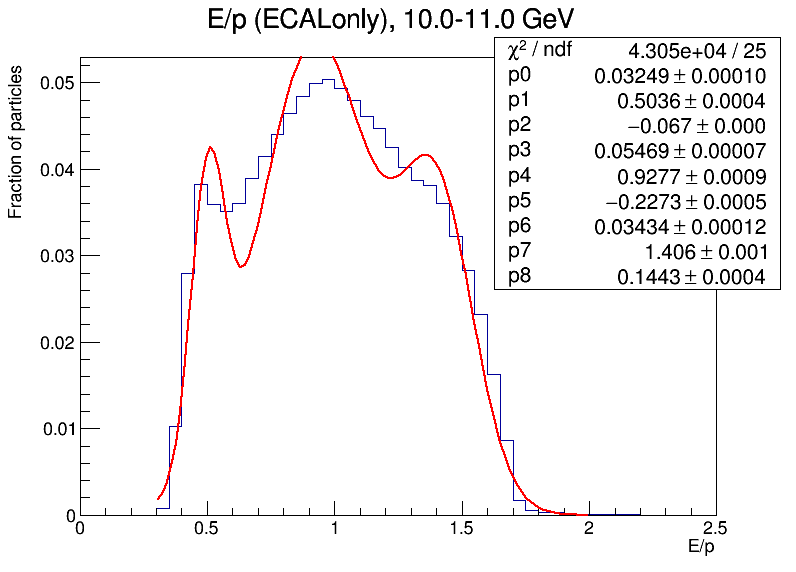 E/p (ECALonly), 10.0-11.0 GeV
χ² / ndf 4.305e+04 / 25
p0 0.03249 ± 0.00010
p1 0.5036 ± 0.0004
p2 −0.067 ± 0.000
p3 0.05469 ± 0.00007
p4 0.9277 ± 0.0009
p5 −0.2273 ± 0.0005
p6 0.03434 ± 0.00012
p7 1.406 ± 0.001
p8 0.1443 ± 0.0004
Fraction of particles
0.05
0.04
0.03
0.02
0.01
0
0 0.5 1 1.5 2 2.5
E/p